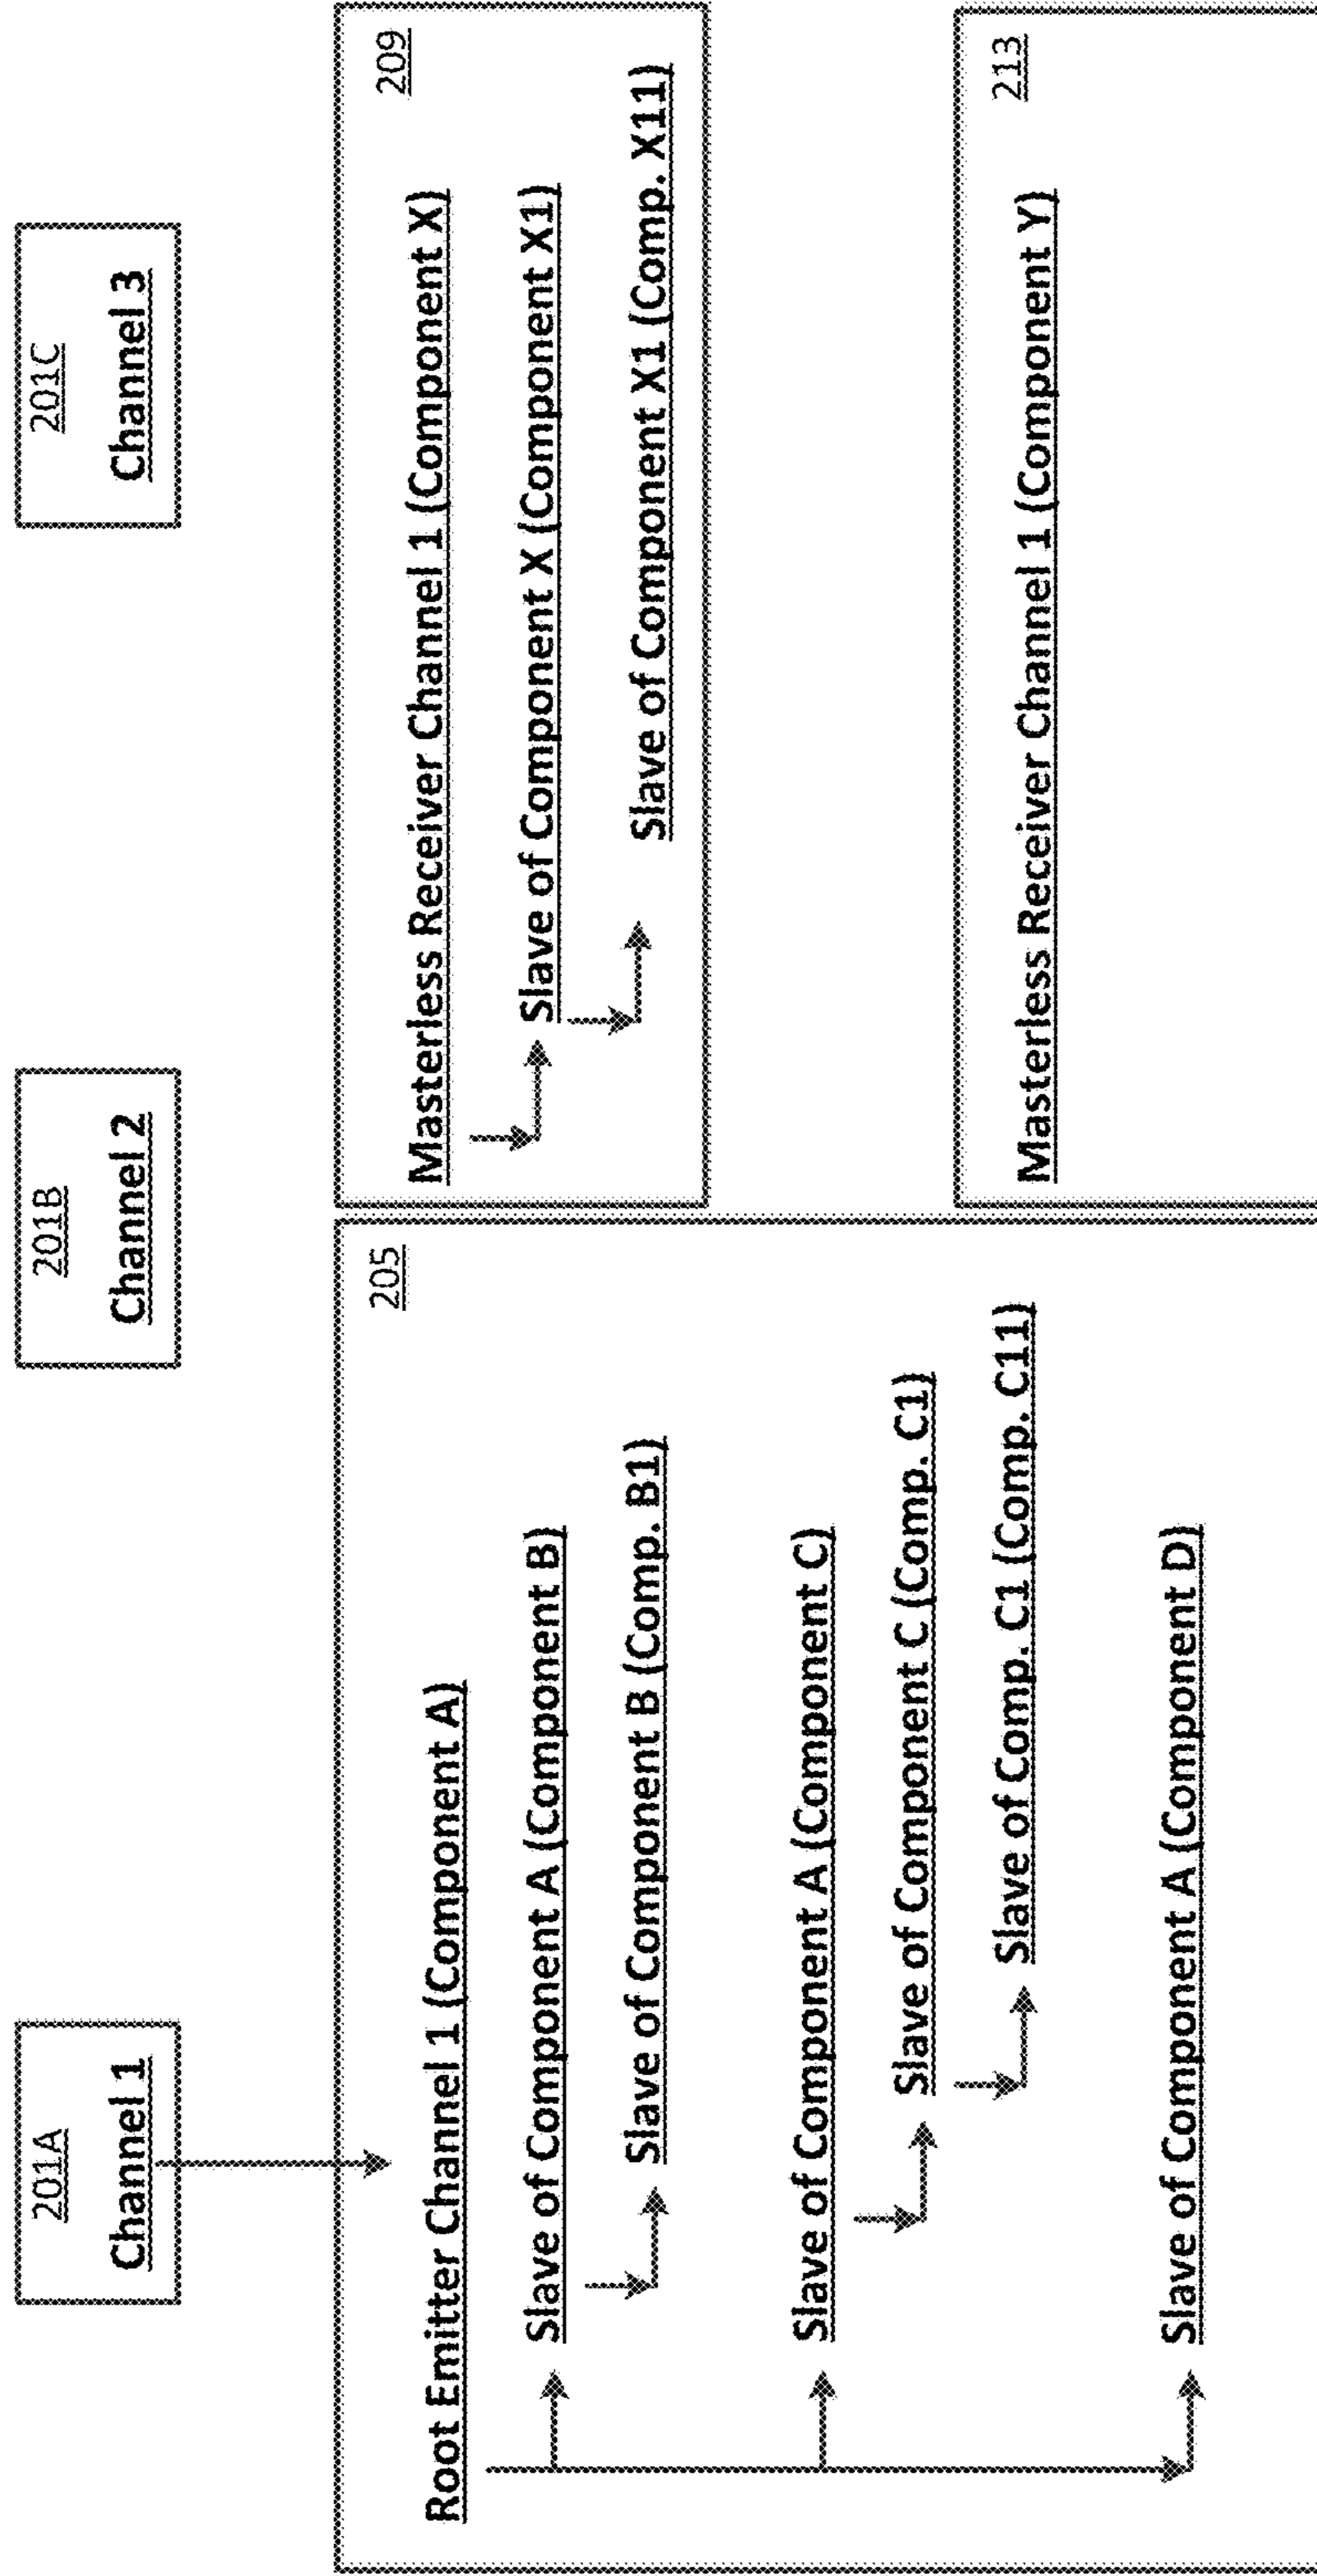 201A
Channel 1
201B
Channel 2
201C
Channel 3
205
Root Emitter Channel 1 (Component A)
Slave of Component A (Component B)
Slave of Component B (Comp. B1)
Slave of Component A (Component C)
Slave of Component C (Comp. C1)
Slave of Comp. C1 (Comp. C11)
Slave of Component A (Component D)
209
Masterless Receiver Channel 1 (Component X)
Slave of Component X (Component X1)
Slave of Component X1 (Comp. X11)
213
Masterless Receiver Channel 1 (Component Y)